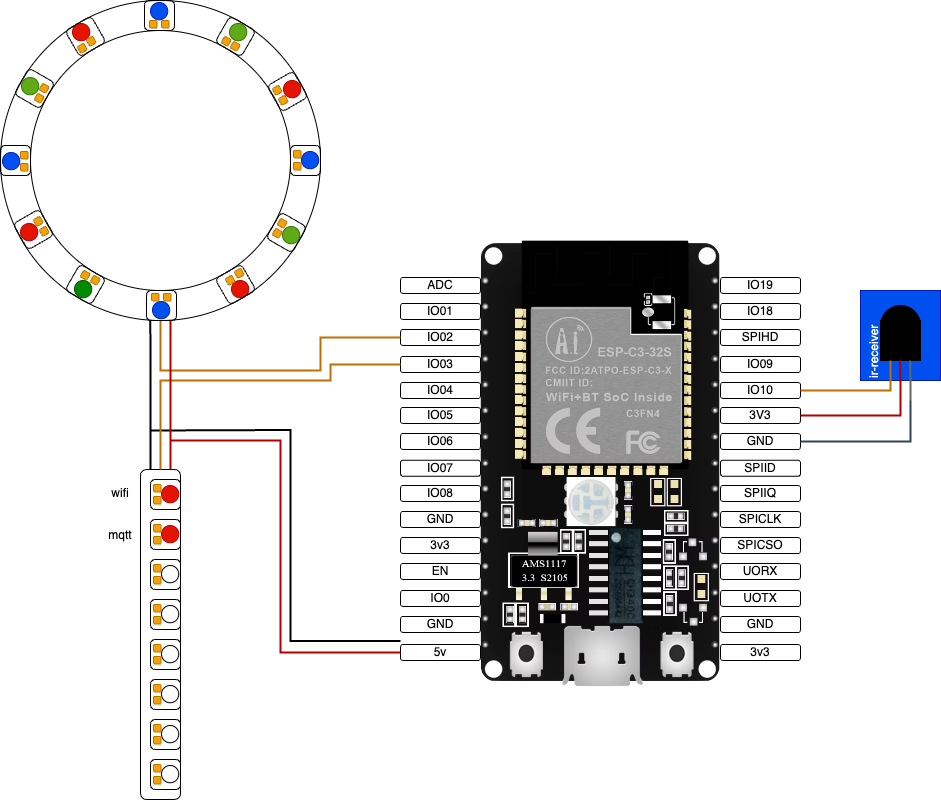 ADC
IO01
IO02
IO03
IO04
IO05
IO06
IO07
IO08
GND
3v3
EN
IO0
GND
5v
wifi
mqtt
Ai
ESP-C3-32S
FCC ID:2ATPO-ESP-C3-X
CMIIT ID:
WiFi+BT SoC Inside
C3FN4
CE
FC
AMS1117
3.3 S2105
IO19
IO18
SPIHD
IO09
IO10
3V3
GND
SPIID
SPIIQ
SPICLK
SPICSO
UORX
UOTX
GND
3v3
ir-receiver